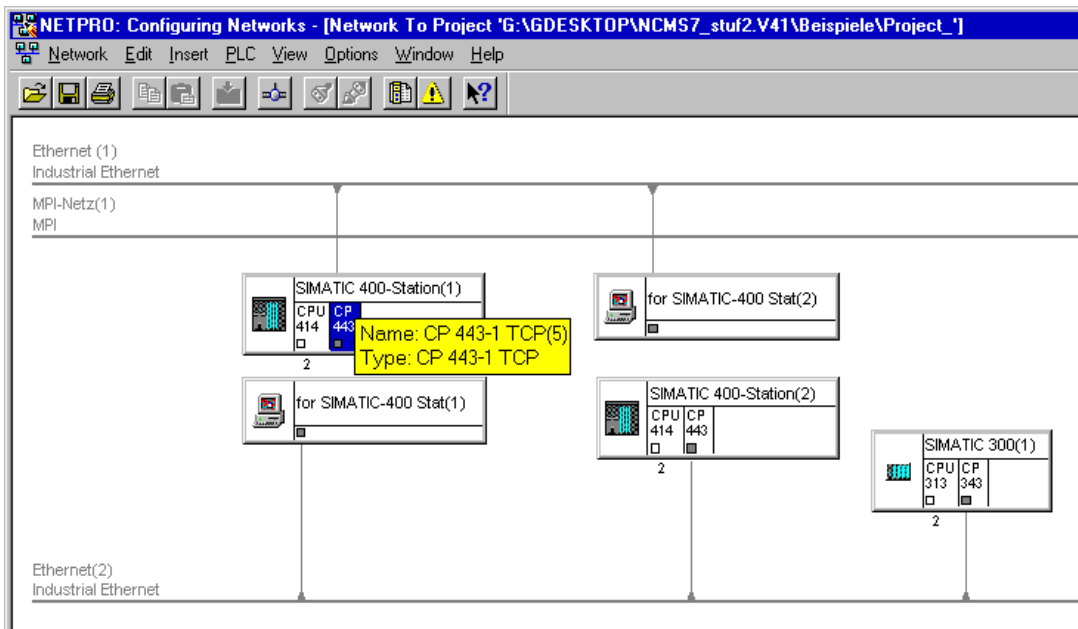 NETPRO: Configuring Networks - [Network To Project 'G:\GDESKTOP\NCMS7_stuf2.V41\Beispiele\Project_']
Network Edit Insert PLC View Options Window Help
Ethernet (1)
Industrial Ethernet
MPI-Netz(1)
MPI
SIMATIC 400-Station(1)
CPU CP
414 443
2
Name: CP 443-1 TCP(5)
Type: CP 443-1 TCP
for SIMATIC-400 Stat(2)
for SIMATIC-400 Stat(1)
SIMATIC 400-Station(2)
CPU CP
414 443
2
SIMATIC 300(1)
CPU CP
313 343
2
Ethernet(2)
Industrial Ethernet